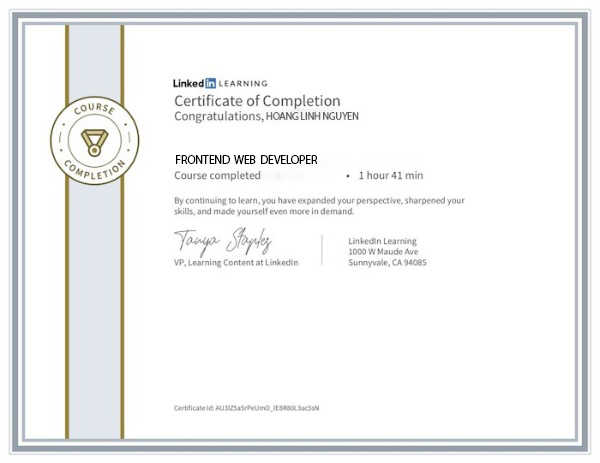 LinkedIn LEARNING
Certificate of Completion
Congratulations, HOANG LINH NGUYEN
COURSE
COMPLETION
FRONTEND WEB DEVELOPER
Course completed • 1 hour 41 min
By continuing to learn, you have expanded your perspective, sharpened your
skills, and made yourself even more in demand.
Tanya Staples
VP, Learning Content at LinkedIn
LinkedIn Learning
1000 W Maude Ave
Sunnyvale, CA 94085
Certificate Id: